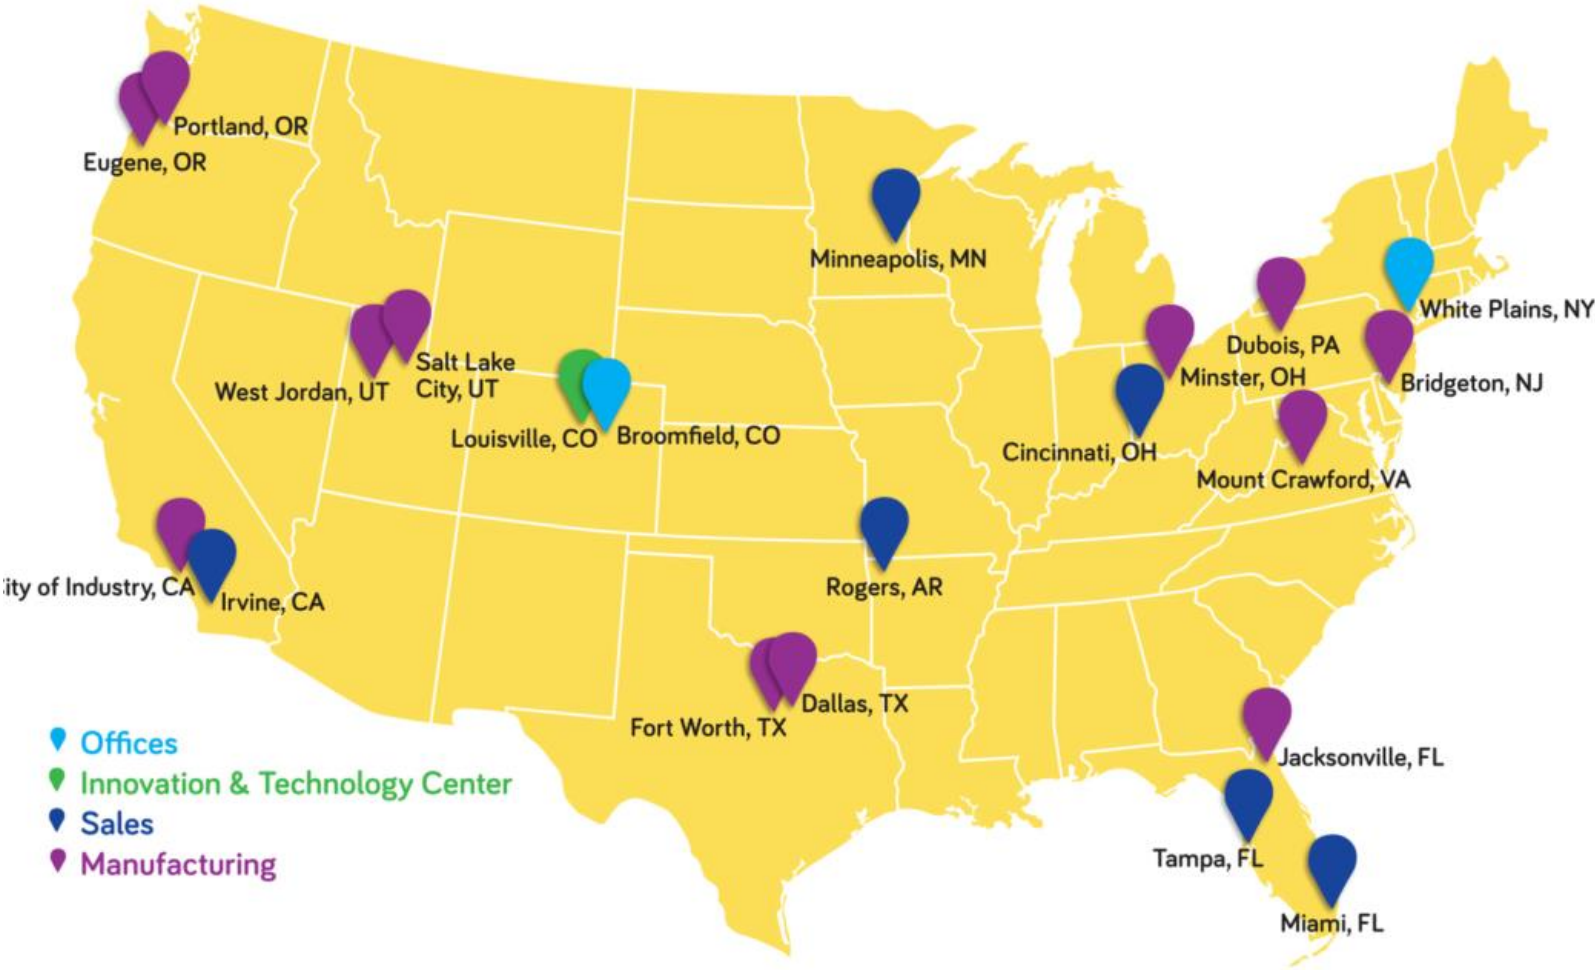 Portland, OR
Eugene, OR
Minneapolis, MN
White Plains, NY
Dubois, PA
Minster, OH
Bridgeton, NJ
Salt Lake
City, UT
West Jordan, UT
Louisville, CO
Broomfield, CO
Cincinnati, OH
Mount Crawford, VA
ity of Industry, CA
Irvine, CA
Rogers, AR
Dallas, TX
Fort Worth, TX
Jacksonville, FL
Tampa, FL
Miami, FL
Offices
Innovation & Technology Center
Sales
Manufacturing